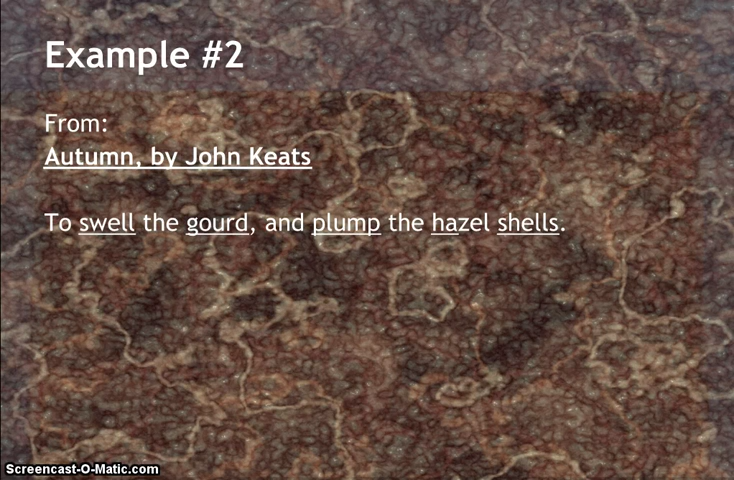 Example #2
From:
Autumn, by John Keats
To swell the gourd, and plump the hazel shells.
Screencast-O-Matic.com